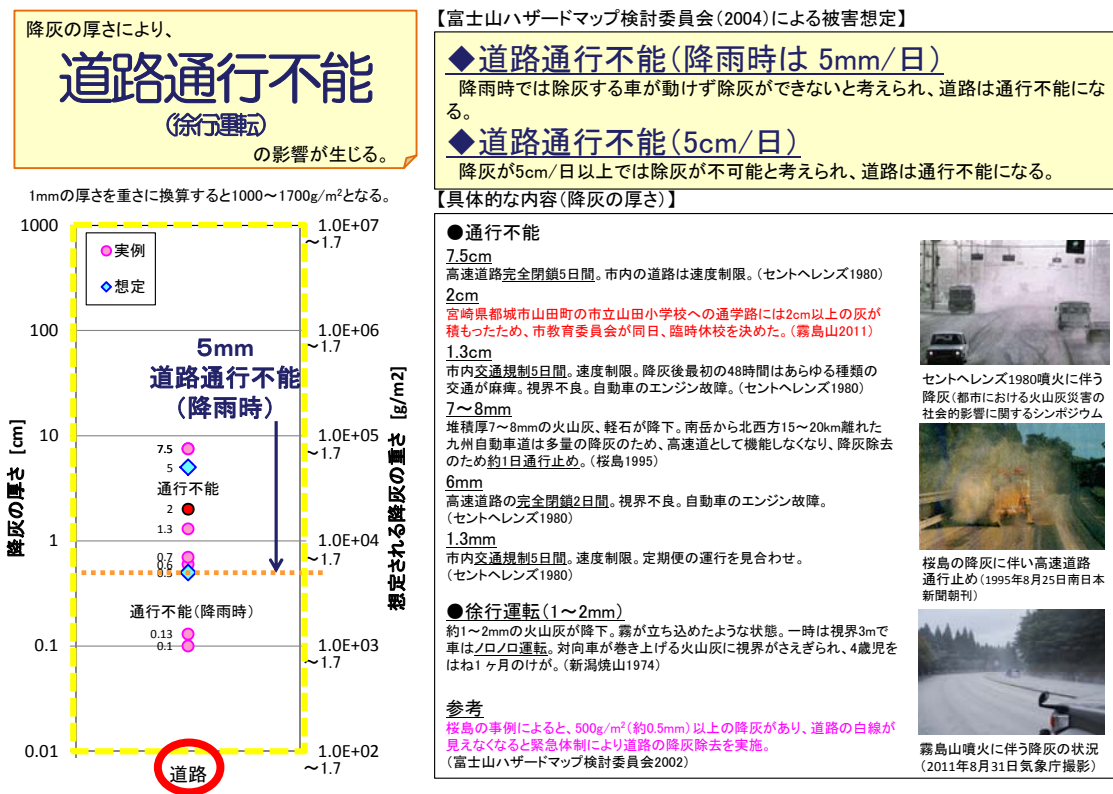 降灰の厚さにより、
道路通行不能
(徐行運転)
の影響が生じる。
1mmの厚さを重さに換算すると1000～1700g/m²となる。
1000
100
10
1
0.1
0.01
降灰の厚さ [cm]
実例
想定
5mm
道路通行不能
(降雨時)
7.5
5
通行不能
2
1.3
0.7
0.6
0.5
通行不能(降雨時)
0.13
0.1
道路
1.0E+07
～1.7
1.0E+06
～1.7
1.0E+05
～1.7
1.0E+04
～1.7
1.0E+03
～1.7
1.0E+02
～1.7
想定される降灰の重さ [g/m2]
【富士山ハザードマップ検討委員会(2004)による被害想定】
◆道路通行不能(降雨時は 5mm/日)
降雨時では除灰する車が動けず除灰ができないと考えられ、道路は通行不能にな
る。
◆道路通行不能(5cm/日)
降灰が5cm/日以上では除灰が不可能と考えられ、道路は通行不能になる。
【具体的な内容(降灰の厚さ)】
●通行不能
7.5cm
高速道路完全閉鎖5日間。市内の道路は速度制限。(セントヘレンズ1980)
2cm
宮崎県都城市山田町の市立山田小学校への通学路には2cm以上の灰が
積もったため、市教育委員会が同日、臨時休校を決めた。(霧島山2011)
1.3cm
市内交通規制5日間。速度制限。降灰後最初の48時間はあらゆる種類の
交通が麻痺。視界不良。自動車のエンジン故障。(セントヘレンズ1980)
7～8mm
堆積厚7～8mmの火山灰、軽石が降下。南岳から北西方15～20km離れた
九州自動車道は多量の降灰のため、高速道として機能しなくなり、降灰除去
のため約1日通行止め。(桜島1995)
6mm
高速道路の完全閉鎖2日間。視界不良。自動車のエンジン故障。
(セントヘレンズ1980)
1.3mm
市内交通規制5日間。速度制限。定期便の運行を見合わせ。
(セントヘレンズ1980)
●徐行運転(1～2mm)
約1～2mmの火山灰が降下。霧が立ち込めたような状態。一時は視界3mで
車はノロノロ運転。対向車が巻き上げる火山灰に視界がさえぎられ、4歳児を
はね1ヶ月のけが。(新潟焼山1974)
参考
桜島の事例によると、500g/m²(約0.5mm)以上の降灰があり、道路の白線が
見えなくなると緊急体制により道路の降灰除去を実施。
(富士山ハザードマップ検討委員会2002)
セントヘレンズ1980噴火に伴う
降灰(都市における火山灰災害の
社会的影響に関するシンポジウム
桜島の降灰に伴い高速道路
通行止め(1995年8月25日南日本
新聞朝刊)
霧島山噴火に伴う降灰の状況
(2011年8月31日気象庁撮影)